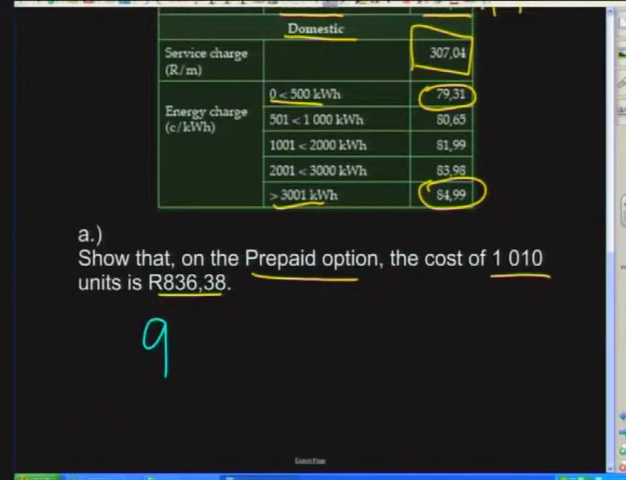 Domestic
Service charge (R/m) 307,04
Energy charge (c/kWh)
0 < 500 kWh 79,31
501 < 1 000 kWh 80,65
1001 < 2000 kWh 81,99
2001 < 3000 kWh 83,98
> 3001 kWh 84,99
a.)
Show that, on the Prepaid option, the cost of 1 010
units is R836,38.
9